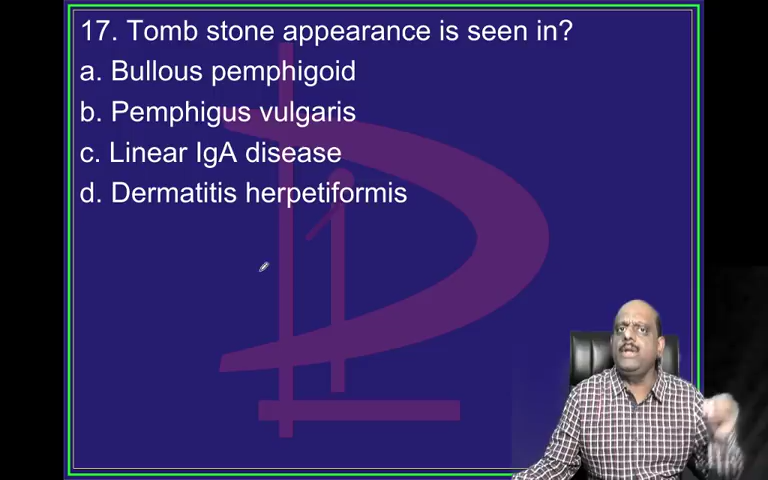 17. Tomb stone appearance is seen in?
a. Bullous pemphigoid
b. Pemphigus vulgaris
c. Linear IgA disease
d. Dermatitis herpetiformis